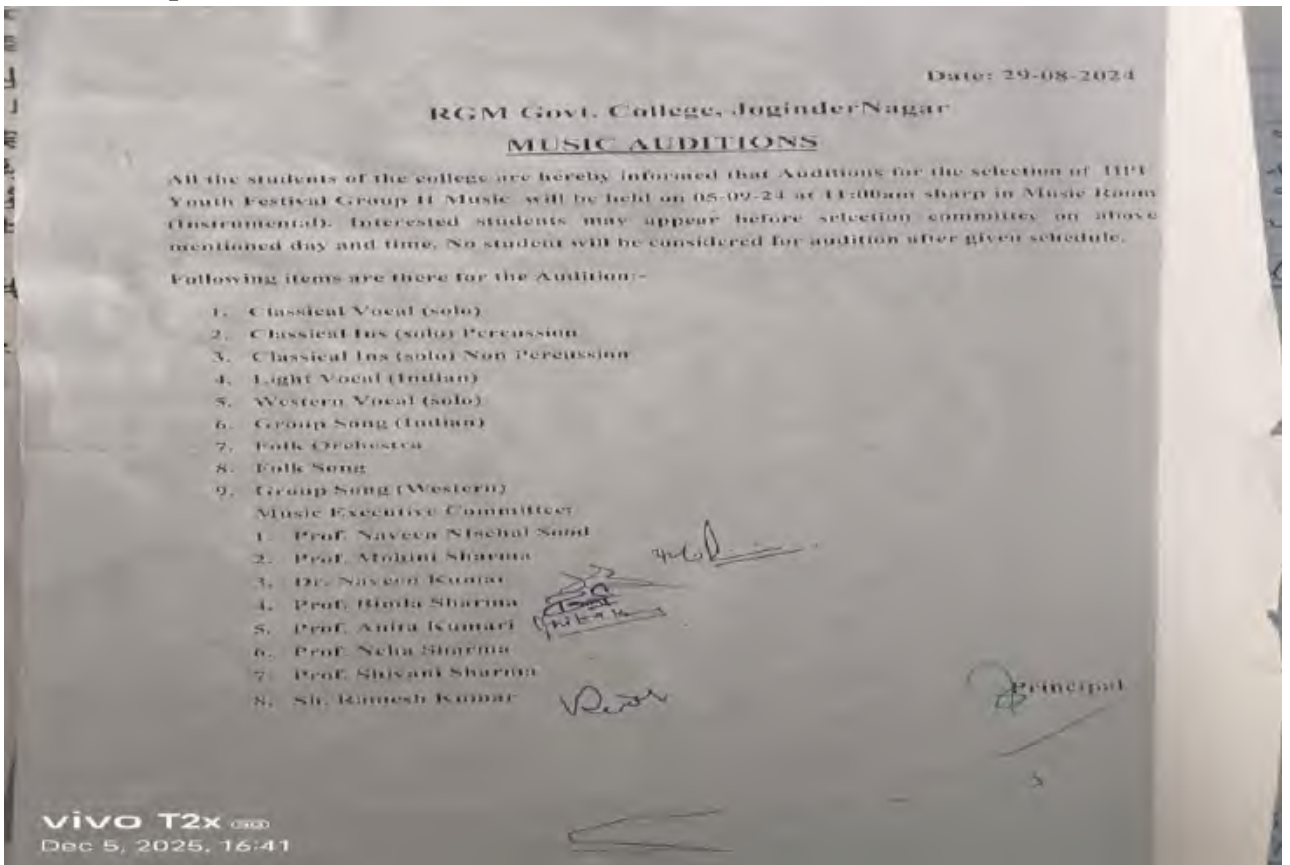 Date: 29-08-2024
RGM Govt. College, JoginderNagar
MUSIC AUDITIONS
All the students of the college are hereby informed that Auditions for the selection of HPU
Youth Festival Group II Music will be held on 05-09-24 at 11:00am sharp in Music Room
(Instrumental). Interested students may appear before selection committee on above
mentioned day and time. No student will be considered for audition after given schedule.
Following items are there for the Audition:-
1. Classical Vocal (solo)
2. Classical Ins (solo) Percussion
3. Classical Ins (solo) Non Percussion
4. Light Vocal (Indian)
5. Western Vocal (solo)
6. Group Song (Indian)
7. Folk Orchestra
8. Folk Song
9. Group Song (Western)
Music Executive Committee:
1. Prof. Naveen Nischal Sood
2. Prof. Mohini Sharma
3. Dr. Naveen Kumar
4. Prof. Bimla Sharma
5. Prof. Anita Kumari
6. Prof. Neha Sharma
7. Prof. Shivani Sharma
8. Sh. Ramesh Kumar
Principal
vivo T2x 5G
Dec 5, 2025, 16:41